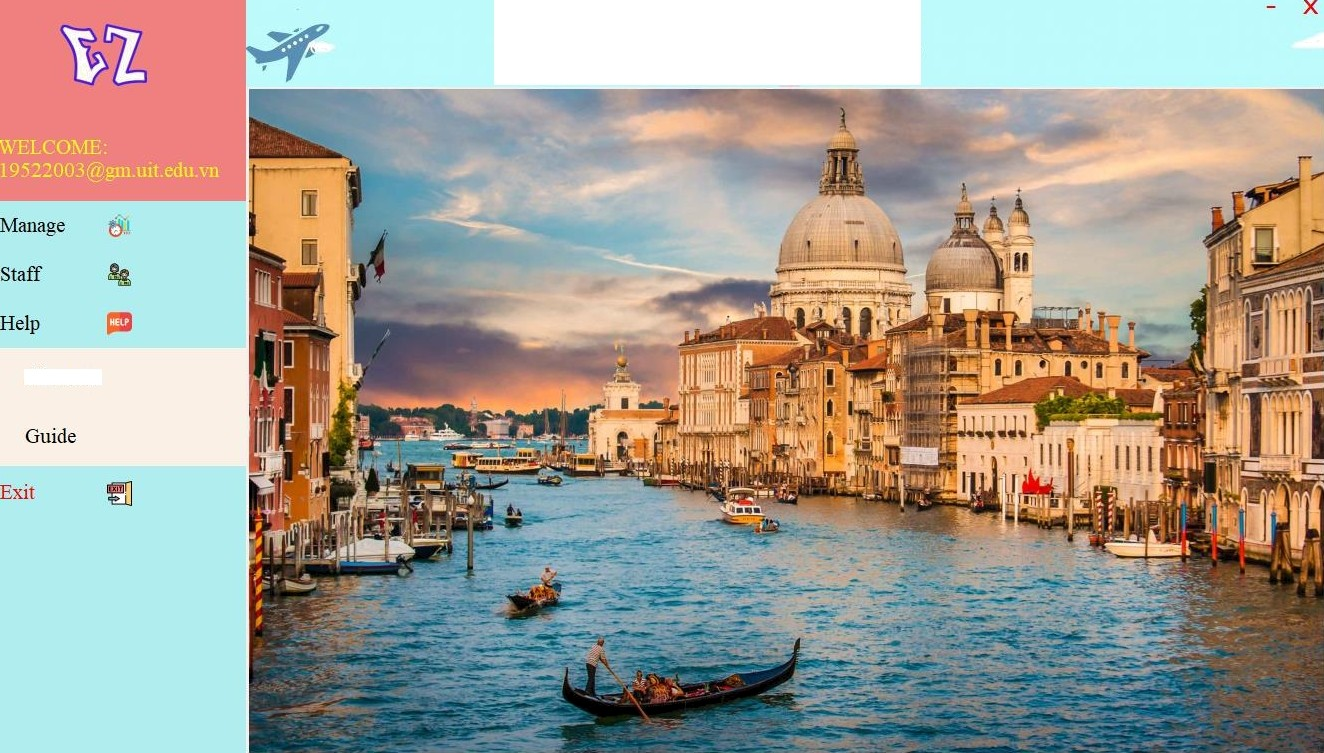 EZ
WELCOME:
19522003@gm.uit.edu.vn
Manage
Staff
Help
HELP
Guide
Exit
EXIT
- X